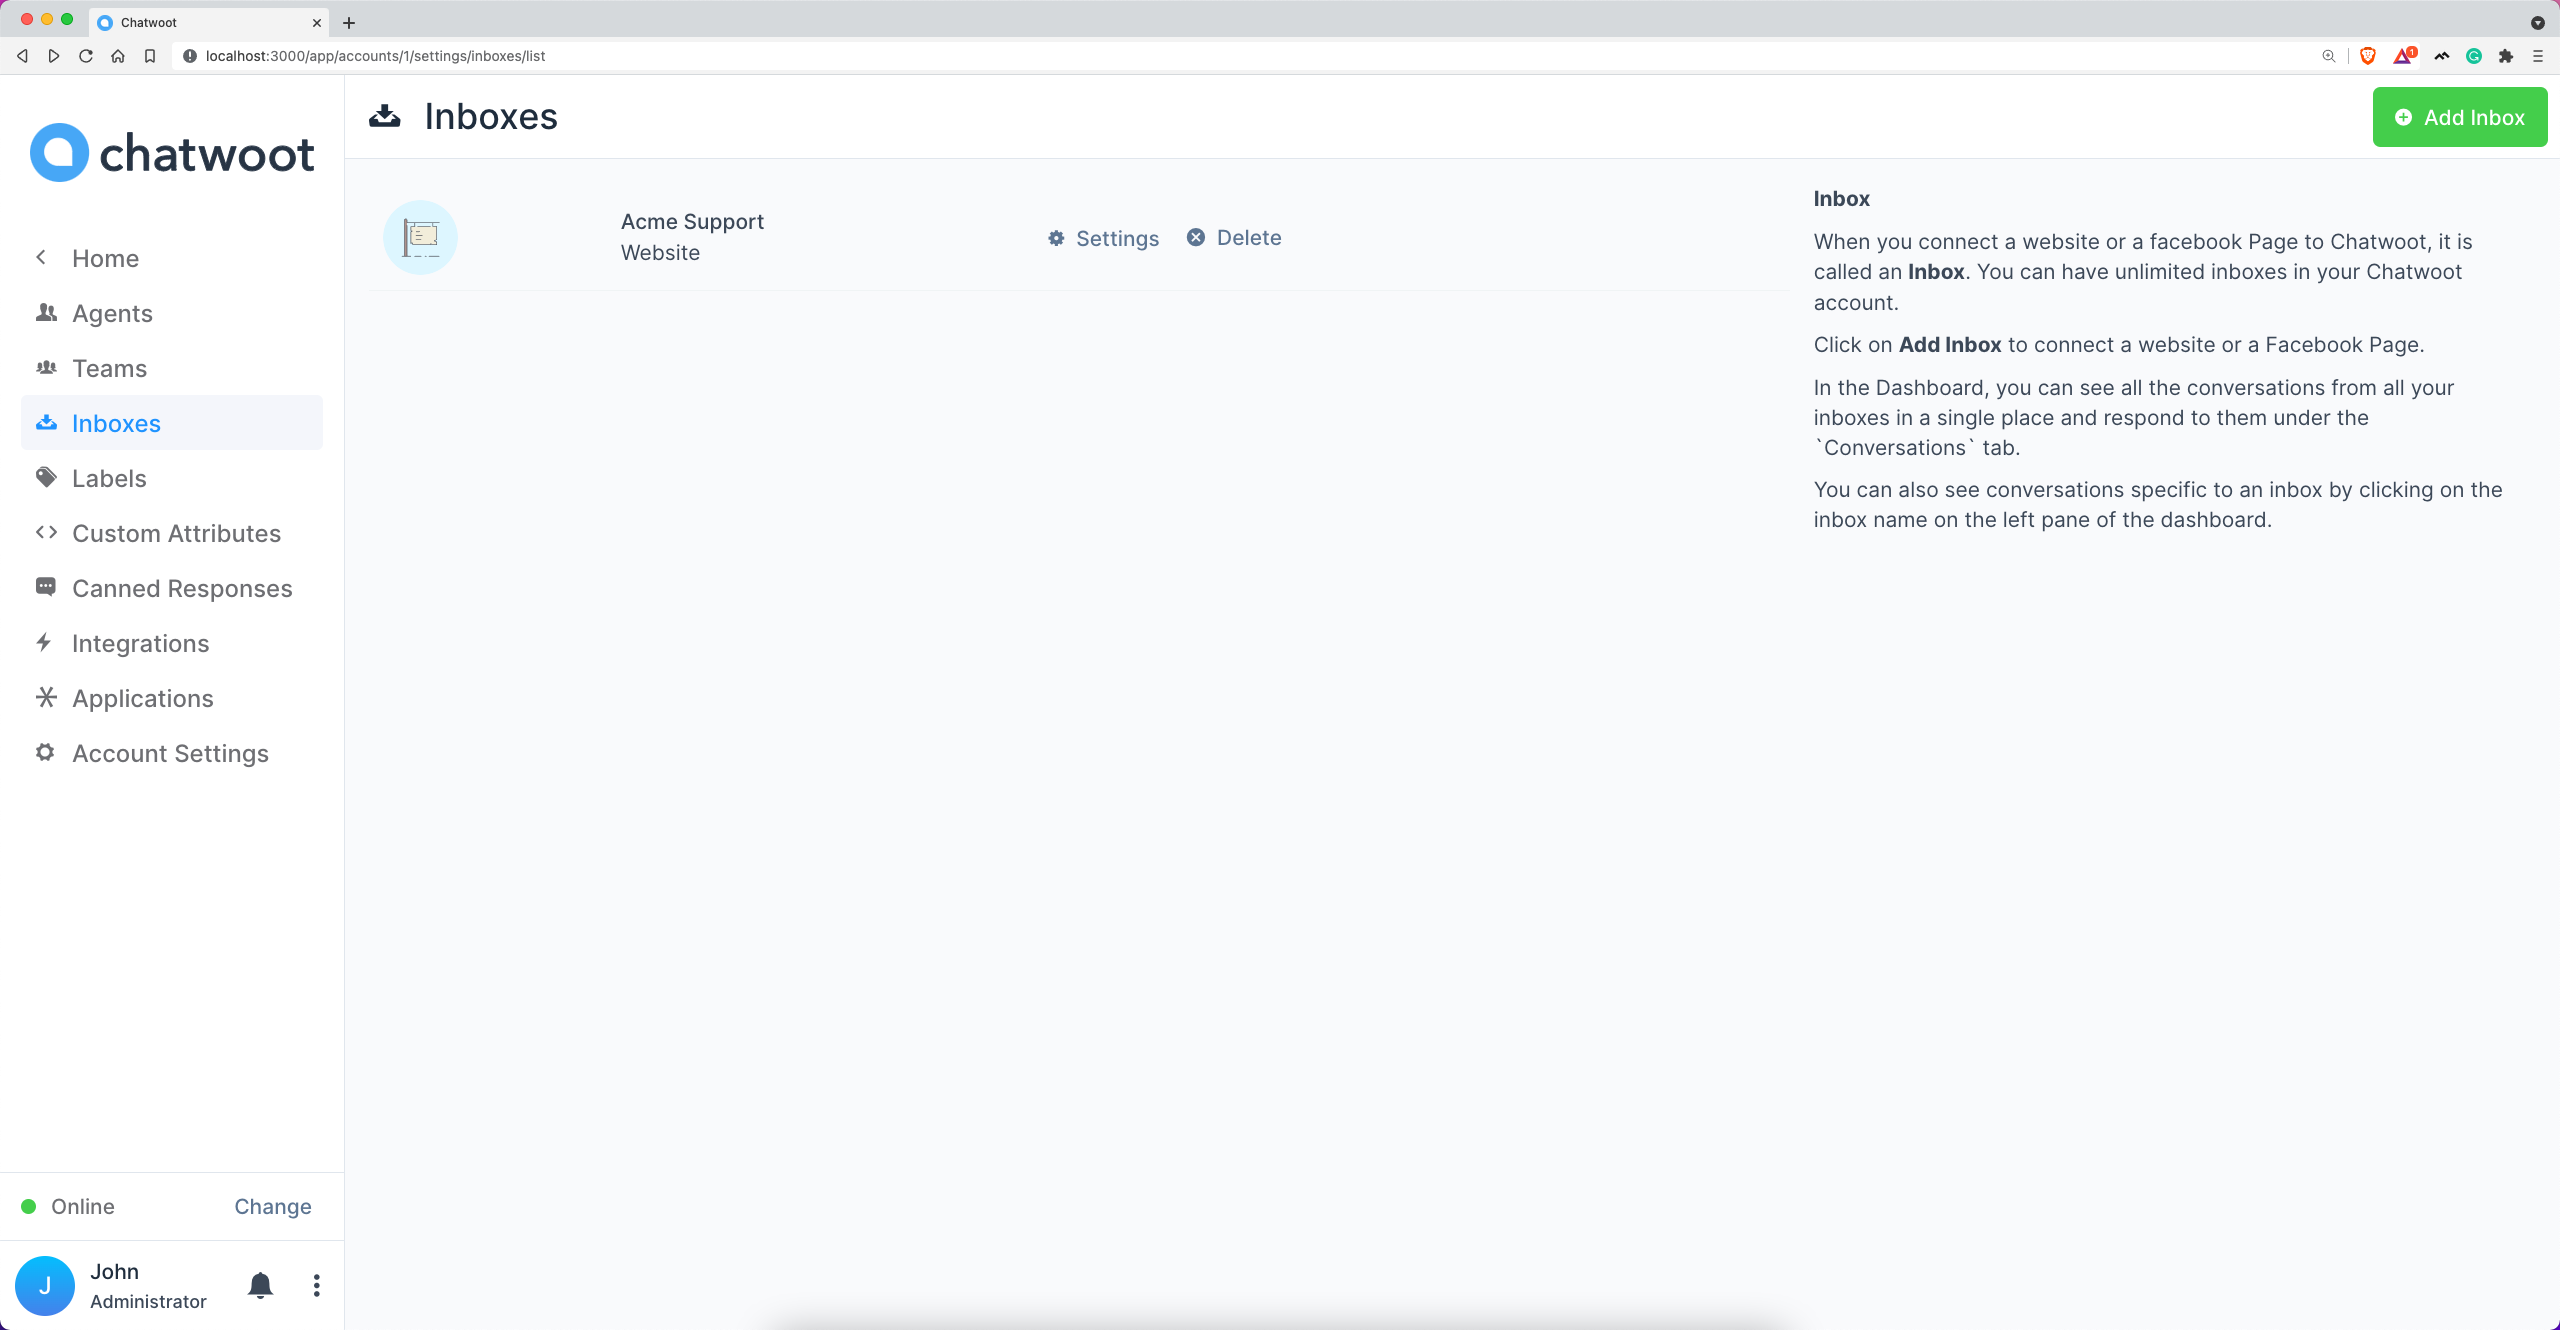 Chatwoot
localhost:3000/app/accounts/1/settings/inboxes/list
1
chatwoot
Home
Agents
Teams
Inboxes
Labels
Custom Attributes
Canned Responses
Integrations
Applications
Account Settings
Online
Change
J
John
Administrator
Inboxes
Add Inbox
Acme Support
Website
Settings
Delete
Inbox
When you connect a website or a facebook Page to Chatwoot, it is
called an Inbox. You can have unlimited inboxes in your Chatwoot
account.
Click on Add Inbox to connect a website or a Facebook Page.
In the Dashboard, you can see all the conversations from all your
inboxes in a single place and respond to them under the
`Conversations` tab.
You can also see conversations specific to an inbox by clicking on the
inbox name on the left pane of the dashboard.